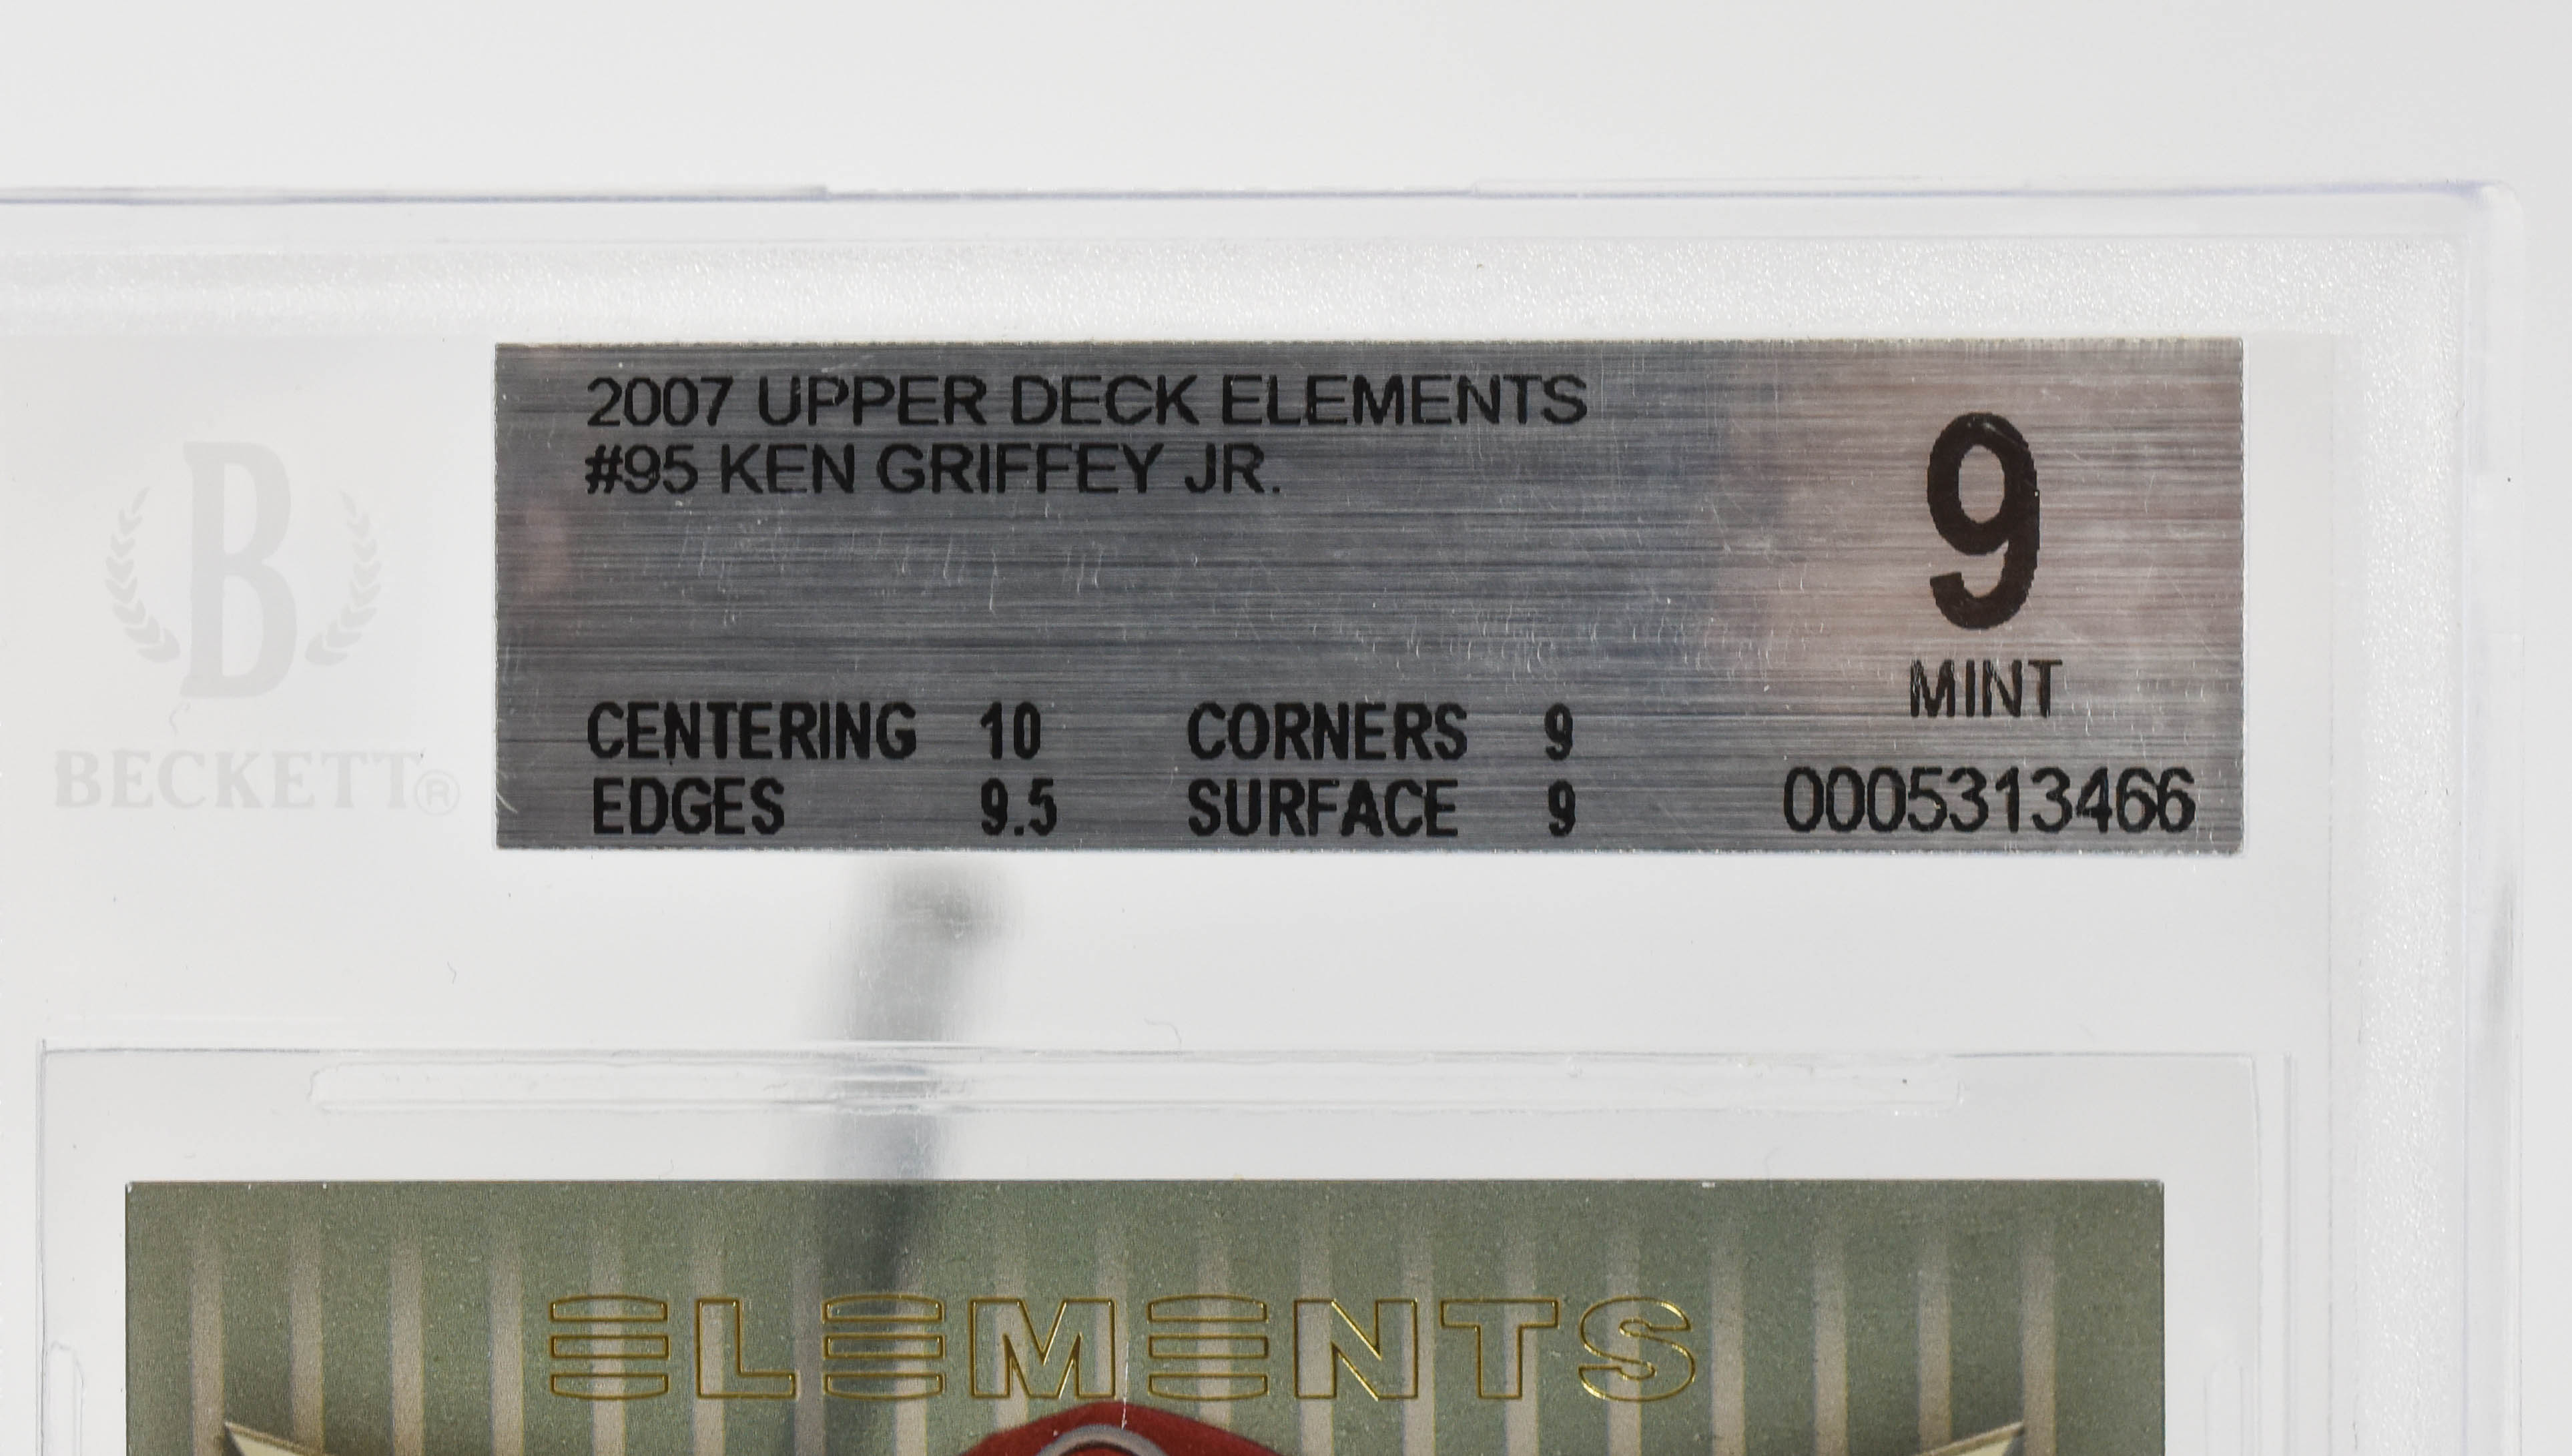 2007 UPPER DECK ELEMENTS
#95 KEN GRIFFEY JR.
9
MINT
CENTERING 10 CORNERS 9
EDGES 9.5 SURFACE 9
0005313466
B
BECKETT®
ELEMENTS